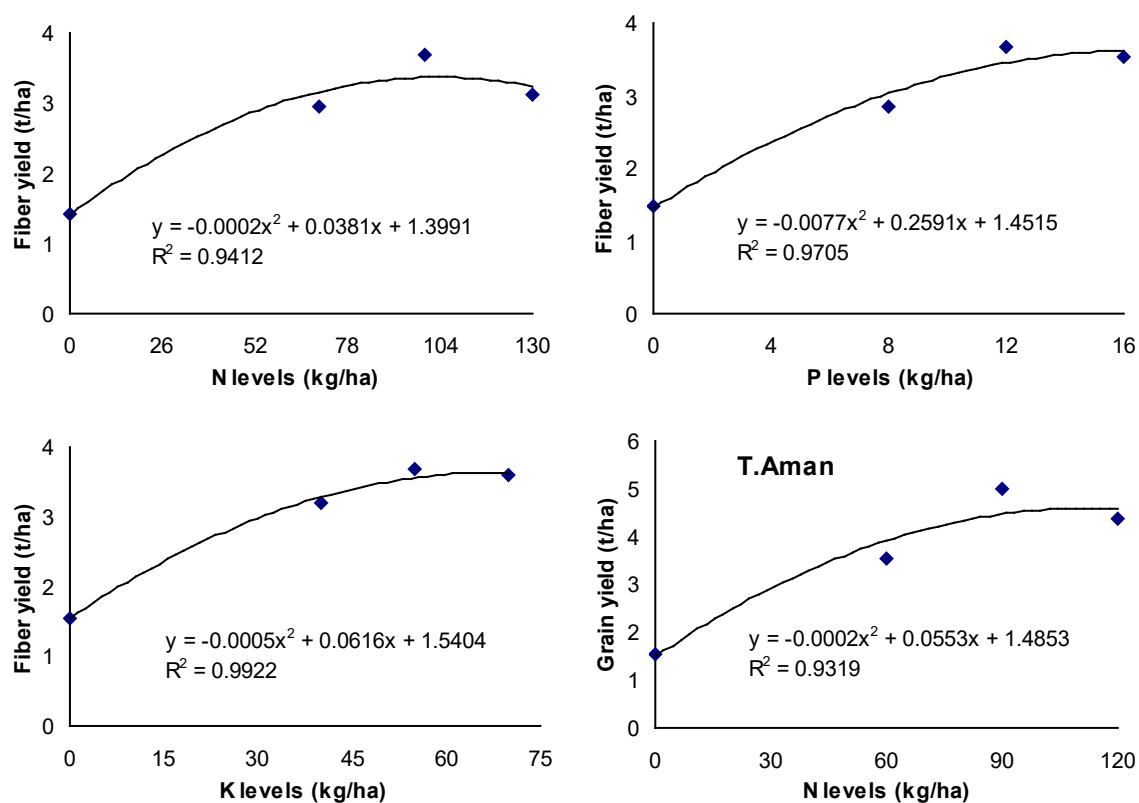 4
3
2
1
0
Fiber yield (t/ha)
y = -0.0002x² + 0.0381x + 1.3991
R² = 0.9412
0 26 52 78 104 130
N levels (kg/ha)
4
3
2
1
0
Fiber yield (t/ha)
y = -0.0077x² + 0.2591x + 1.4515
R² = 0.9705
0 4 8 12 16
P levels (kg/ha)
4
3
2
1
0
Fiber yield (t/ha)
y = -0.0005x² + 0.0616x + 1.5404
R² = 0.9922
0 15 30 45 60 75
K levels (kg/ha)
6
5
4
3
2
1
0
Grain yield (t/ha)
T.Aman
y = -0.0002x² + 0.0553x + 1.4853
R² = 0.9319
0 30 60 90 120
N levels (kg/ha)